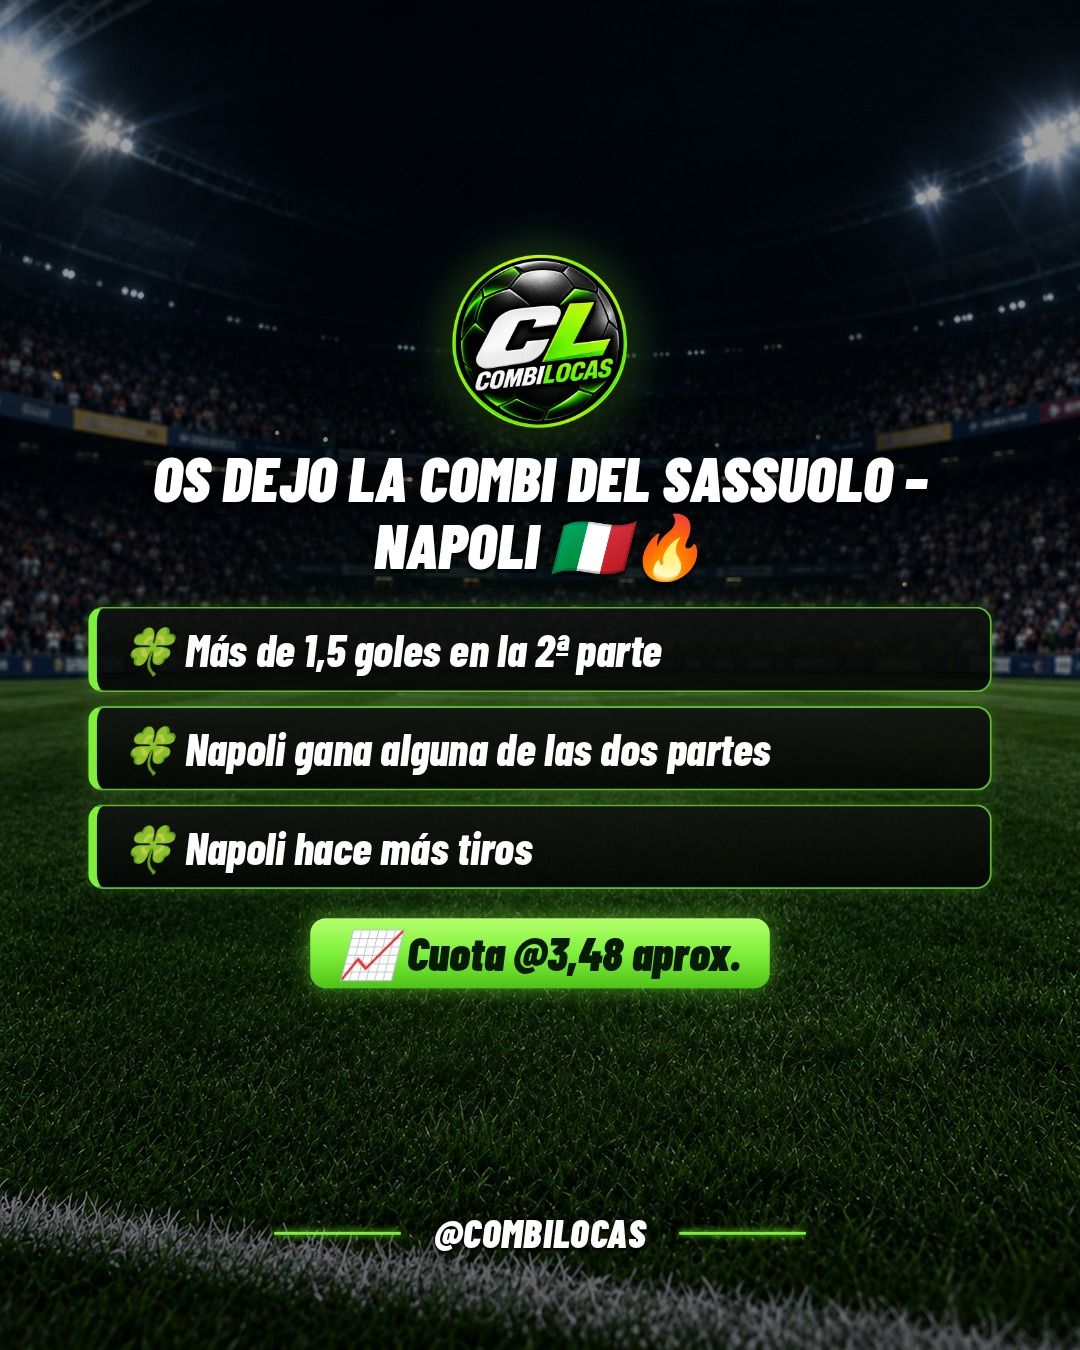 CL
COMBILOCAS
OS DEJO LA COMBI DEL SASSUOLO -
NAPOLI 🇮🇹🔥
🍀 Más de 1,5 goles en la 2ª parte
🍀 Napoli gana alguna de las dos partes
🍀 Napoli hace más tiros
📈 Cuota @3,48 aprox.
@COMBILOCAS